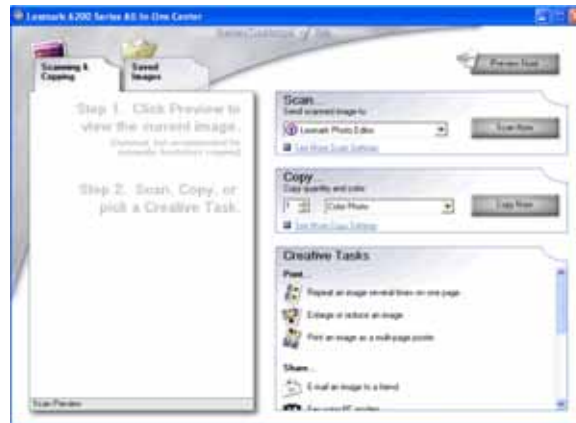 Lexmark 6200 Series All-In-One Center
Scanning &
Copying
Saved
Images
Preview Now
Step 1. Click Preview to
view the current image.
Step 2. Scan, Copy, or
pick a Creative Task.
Scan Preview
Scan...
Send scanned image to:
Lexmark Photo Editor
Scan Now
See More Scan Settings
Copy...
Copy quantity and color:
1
Color Photo
Copy Now
See More Copy Settings
Creative Tasks
Print...
Repeat an image several times on one page
Enlarge or reduce an image
Print an image as a multi-page poster
Share...
E-mail an image to a friend